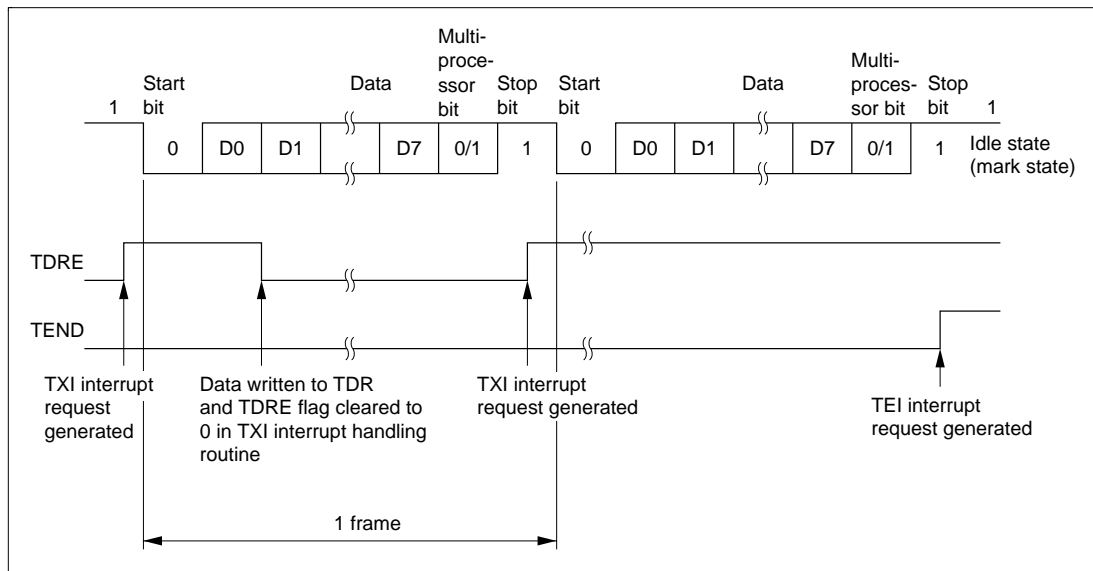 Multi-
proce-
ssor
bit
Multi-
proces-
sor bit
Start
bit
Data
Stop
bit
Start
bit
Data
Stop
bit
1
1
0
D0
D1
D7
0/1
1
0
D0
D1
D7
0/1
1
Idle state
(mark state)
TDRE
TEND
TXI interrupt
request
generated
Data written to TDR
and TDRE flag cleared to
0 in TXI interrupt handling
routine
TXI interrupt
request generated
TEI interrupt
request generated
1 frame